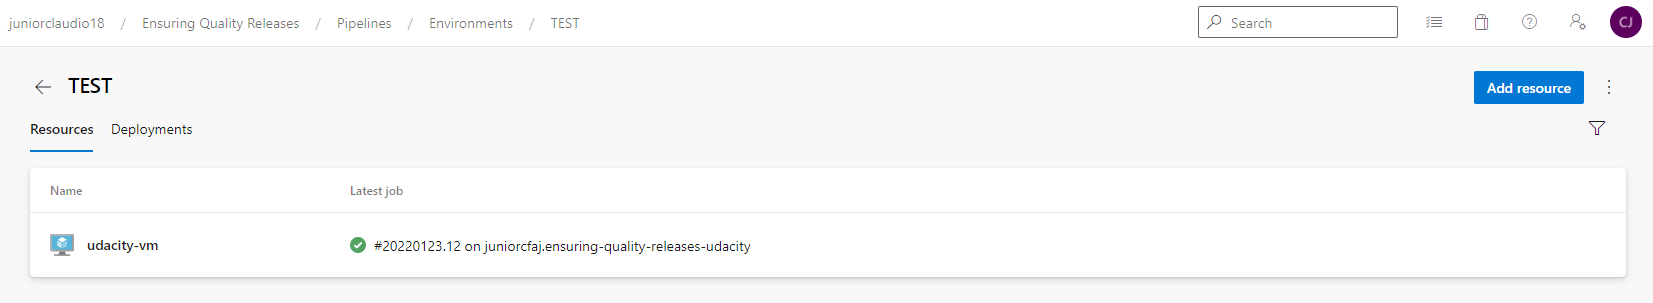 juniorclaudio18 / Ensuring Quality Releases / Pipelines / Environments / TEST Search CJ
TEST Add resource
Resources Deployments
Name Latest job
udacity-vm #20220123.12 on juniorcfaj.ensuring-quality-releases-udacity